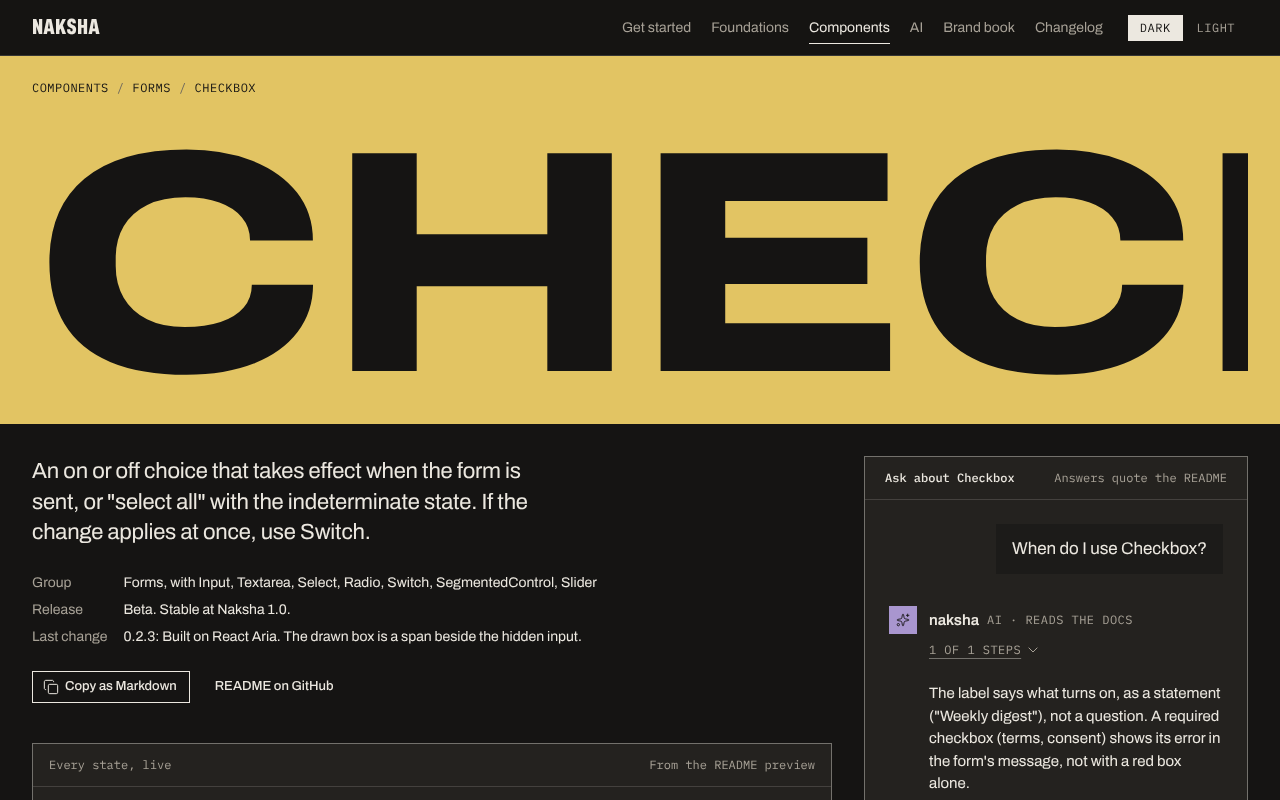 NAKSHA
Get started Foundations Components AI Brand book Changelog DARK LIGHT
COMPONENTS / FORMS / CHECKBOX
CHEC
An on or off choice that takes effect when the form is
sent, or "select all" with the indeterminate state. If the
change applies at once, use Switch.
Group Forms, with Input, Textarea, Select, Radio, Switch, SegmentedControl, Slider
Release Beta. Stable at Naksha 1.0.
Last change 0.2.3: Built on React Aria. The drawn box is a span beside the hidden input.
Copy as Markdown README on GitHub
Every state, live From the README preview
Ask about Checkbox Answers quote the README
When do I use Checkbox?
naksha AI · READS THE DOCS
1 OF 1 STEPS
The label says what turns on, as a statement
("Weekly digest"), not a question. A required
checkbox (terms, consent) shows its error in
the form's message, not with a red box
alone.